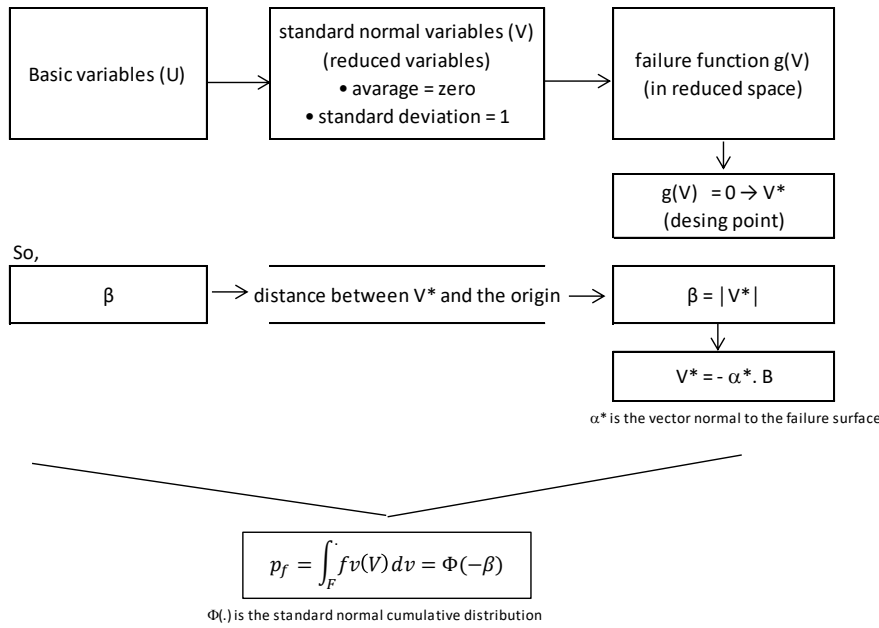 Basic variables (U)
standard normal variables (V)
(reduced variables)
• avarage = zero
• standard deviation = 1
failure function g(V)
(in reduced space)
g(V) = 0 → V*
(desing point)
So,
β
distance between V* and the origin
β = |V*|
V* = - α*. B
α* is the vector normal to the failure surface
p_f = ∫_F fv(V) dv = Φ(-β)
Φ(.) is the standard normal cumulative distribution